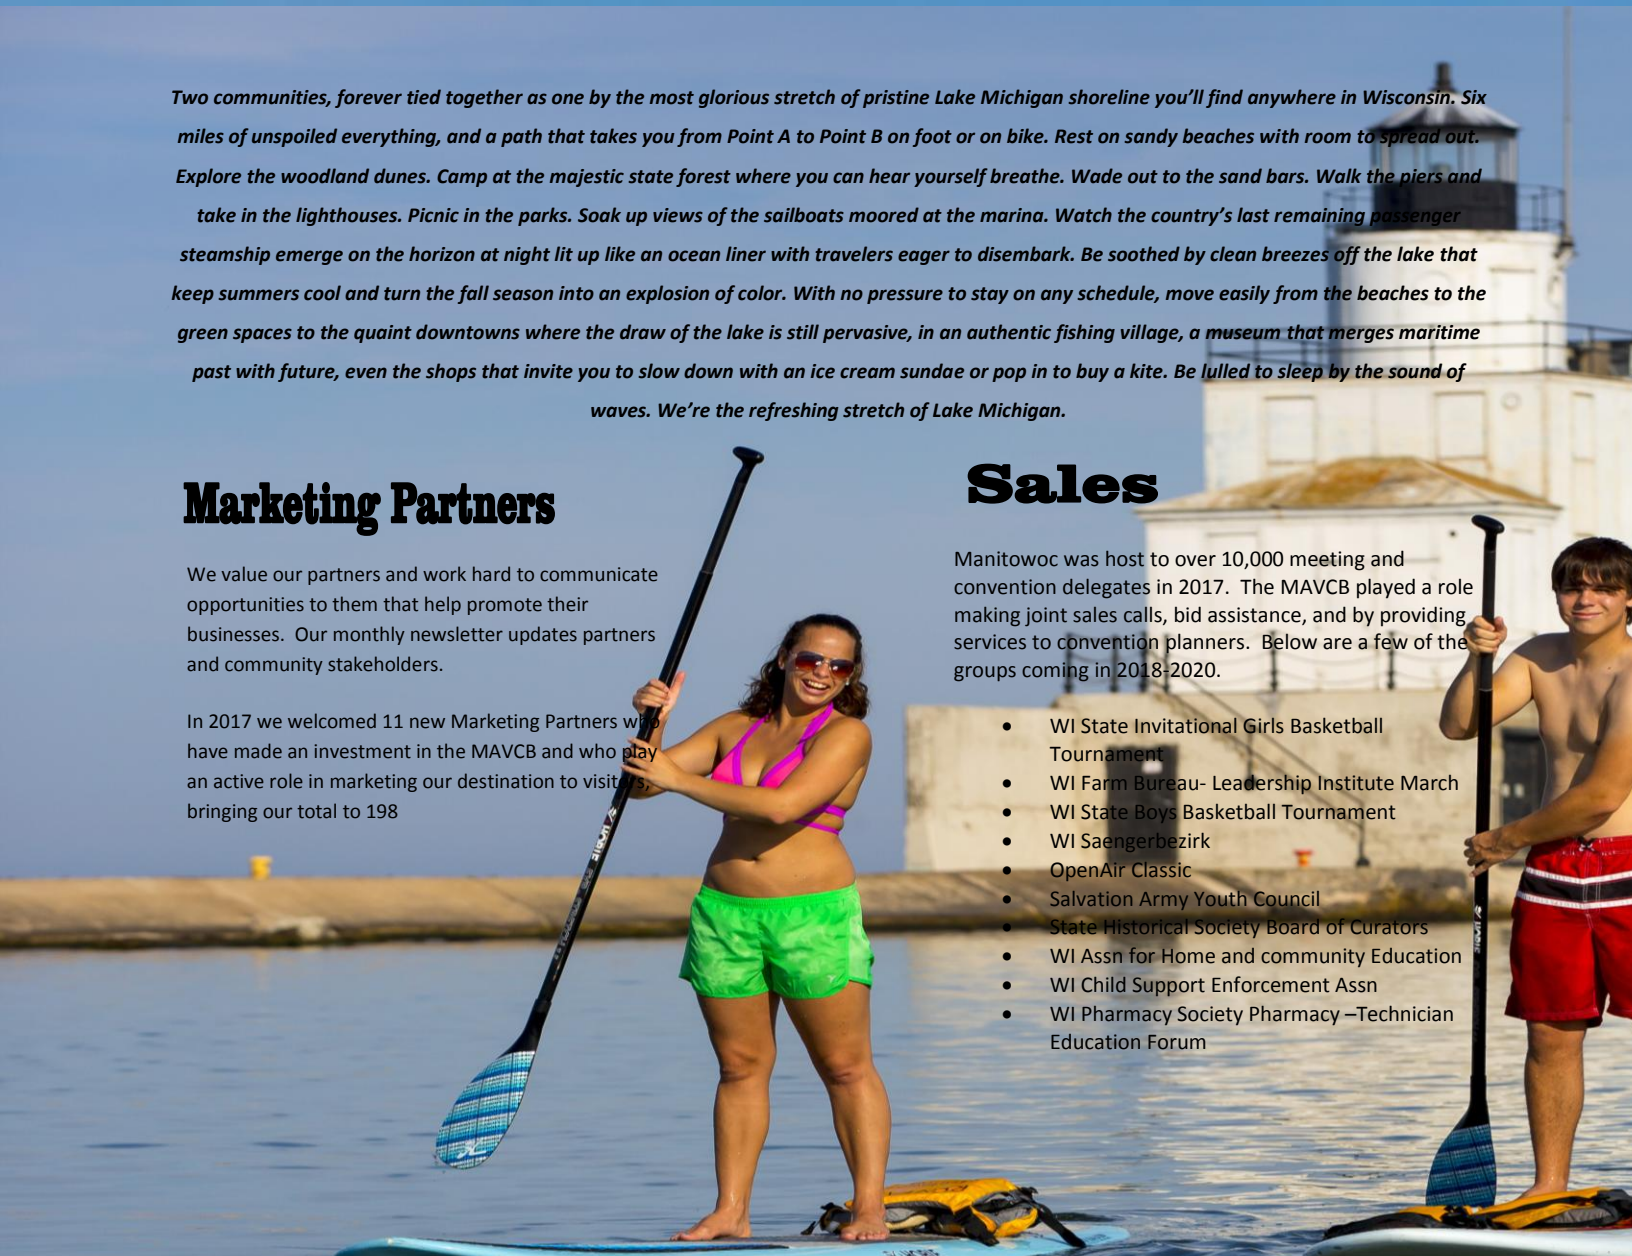 Two communities, forever tied together as one by the most glorious stretch of pristine Lake Michigan shoreline you’ll find anywhere in Wisconsin. Six
miles of unspoiled everything, and a path that takes you from Point A to Point B on foot or on bike. Rest on sandy beaches with room to spread out.
Explore the woodland dunes. Camp at the majestic state forest where you can hear yourself breathe. Wade out to the sand bars. Walk the piers and
take in the lighthouses. Picnic in the parks. Soak up views of the sailboats moored at the marina. Watch the country’s last remaining passenger
steamship emerge on the horizon at night lit up like an ocean liner with travelers eager to disembark. Be soothed by clean breezes off the lake that
keep summers cool and turn the fall season into an explosion of color. With no pressure to stay on any schedule, move easily from the beaches to the
green spaces to the quaint downtowns where the draw of the lake is still pervasive, in an authentic fishing village, a museum that merges maritime
past with future, even the shops that invite you to slow down with an ice cream sundae or pop in to buy a kite. Be lulled to sleep by the sound of
waves. We’re the refreshing stretch of Lake Michigan.
Marketing Partners
We value our partners and work hard to communicate
opportunities to them that help promote their
businesses.  Our monthly newsletter updates partners
and community stakeholders.
In 2017 we welcomed 11 new Marketing Partners who
have made an investment in the MAVCB and who play
an active role in marketing our destination to visitors,
bringing our total to 198
Sales
Manitowoc was host to over 10,000 meeting and
convention delegates in 2017.  The MAVCB played a role
making joint sales calls, bid assistance, and by providing
services to convention planners.  Below are a few of the
groups coming in 2018-2020.
• WI State Invitational Girls Basketball
Tournament
• WI Farm Bureau- Leadership Institute March
• WI State Boys Basketball Tournament
• WI Saengerbezirk
• OpenAir Classic
• Salvation Army Youth Council
• State Historical Society Board of Curators
• WI Assn for Home and community Education
• WI Child Support Enforcement Assn
• WI Pharmacy Society Pharmacy –Technician
Education Forum